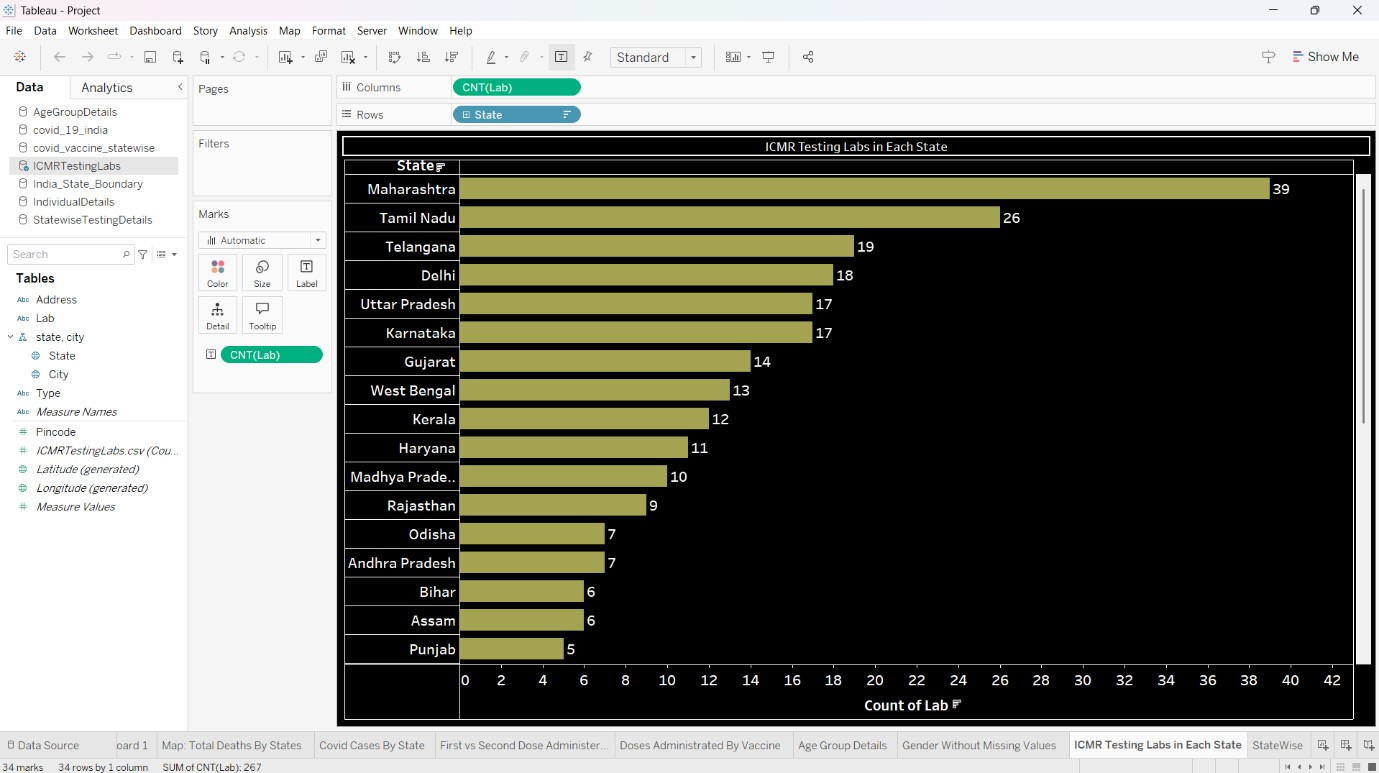 Tableau - Project
File Data Worksheet Dashboard Story Analysis Map Format Server Window Help
Standard
Show Me
Data Analytics
AgeGroupDetails
covid_19_india
covid_vaccine_statewise
ICMRTestingLabs
India_State_Boundary
IndividualDetails
StatewiseTestingDetails
Search
Tables
Abc Address
Abc Lab
state, city
State
City
Abc Type
Abc Measure Names
# Pincode
# ICMRTestingLabs.csv (Cou...
Latitude (generated)
Longitude (generated)
# Measure Values
Pages
Filters
Marks
Automatic
Color Size Label
Detail Tooltip
CNT(Lab)
Columns CNT(Lab)
Rows State
ICMR Testing Labs in Each State
State
Maharashtra 39
Tamil Nadu 26
Telangana 19
Delhi 18
Uttar Pradesh 17
Karnataka 17
Gujarat 14
West Bengal 13
Kerala 12
Haryana 11
Madhya Prade.. 10
Rajasthan 9
Odisha 7
Andhra Pradesh 7
Bihar 6
Assam 6
Punjab 5
0 2 4 6 8 10 12 14 16 18 20 22 24 26 28 30 32 34 36 38 40 42
Count of Lab
Data Source oard 1 Map: Total Deaths By States Covid Cases By State First vs Second Dose Administer... Doses Administrated By Vaccine Age Group Details Gender Without Missing Values ICMR Testing Labs in Each State StateWise
34 marks 34 rows by 1 column SUM of CNT(Lab): 267